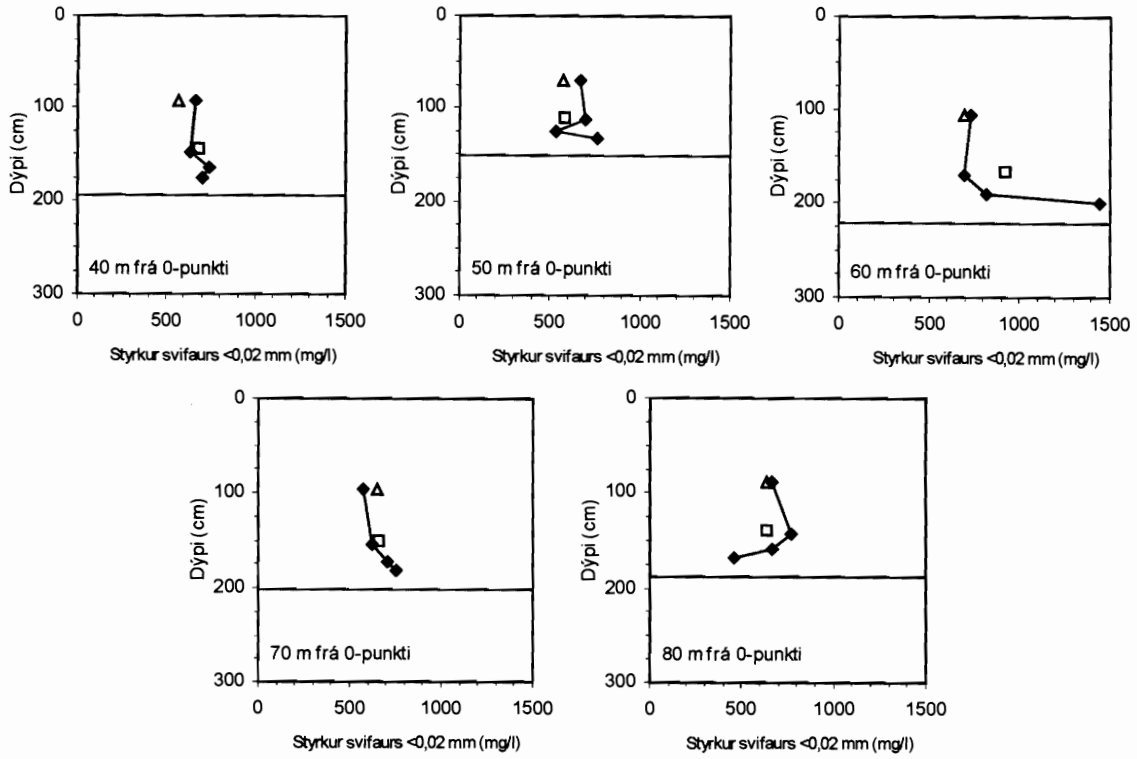 0
100
200
300
Dýpi (cm)
40 m frá 0-punkti
0 500 1000 1500
Styrkur svifaurs <0,02 mm (mg/l)
0
100
200
300
Dýpi (cm)
50 m frá 0-punkti
0 500 1000 1500
Styrkur svifaurs <0,02 mm (mg/l)
0
100
200
300
Dýpi (cm)
60 m frá 0-punkti
0 500 1000 1500
Styrkur svifaurs <0,02 mm (mg/l)
0
100
200
300
Dýpi (cm)
70 m frá 0-punkti
0 500 1000 1500
Styrkur svifaurs <0,02 mm (mg/l)
0
100
200
300
Dýpi (cm)
80 m frá 0-punkti
0 500 1000 1500
Styrkur svifaurs <0,02 mm (mg/l)